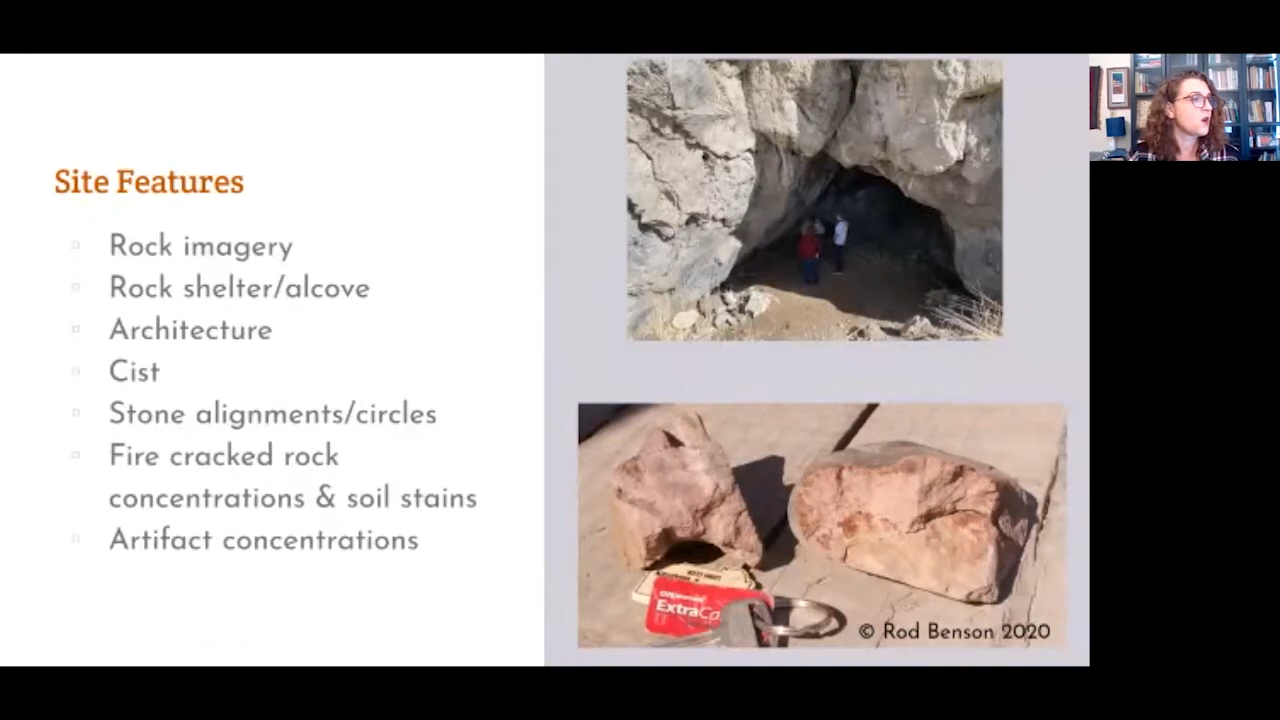 Site Features
Rock imagery
Rock shelter/alcove
Architecture
Cist
Stone alignments/circles
Fire cracked rock
concentrations & soil stains
Artifact concentrations
ExtraCa
© Rod Benson 2020